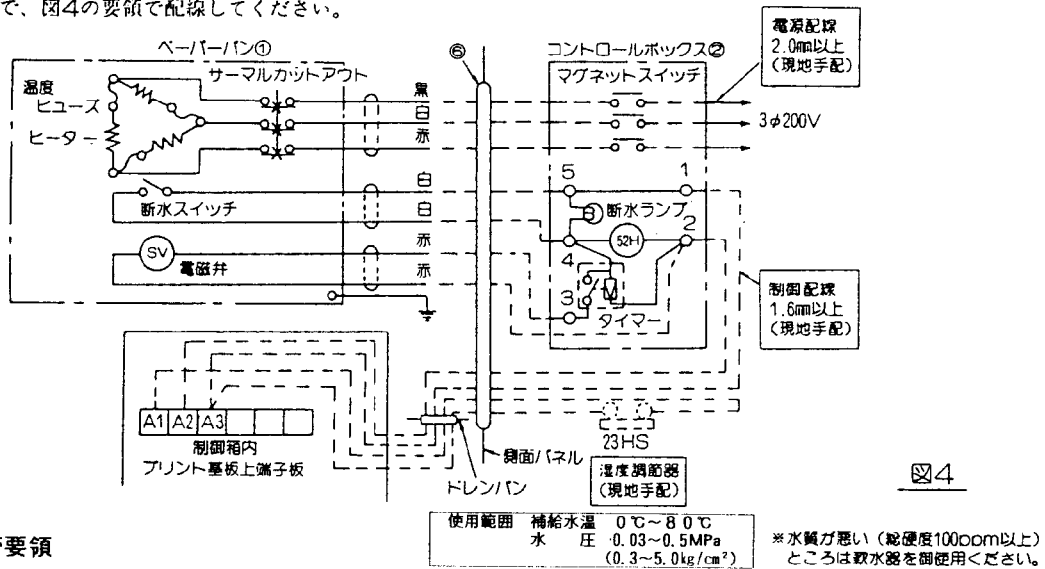 で、図4の要領で配線してください。
ペーパーパン①
⑥
コントロールボックス②
電源配線
2.0mm以上
(現地手配)
温度
ヒューズ
サーマルカットアウト
マグネットスイッチ
黒
白
赤
ヒーター
3φ200V
白
5
1
断水スイッチ
白
断水ランプ
2
赤
52H
SV
4
電磁弁
赤
制御配線
1.6mm以上
(現地手配)
3
M
タイマー
A1 A2 A3
制御箱内
プリント基板上端子板
23HS
側面パネル
ドレンパン
湿度調節器
(現地手配)
図4
使用範囲 補給水温 0℃~80℃
水 圧 0.03~0.5MPa
(0.3~5.0kg/cm²)
※水質が悪い(総硬度100ppm以上)
ところは軟水器を御使用ください。
要領